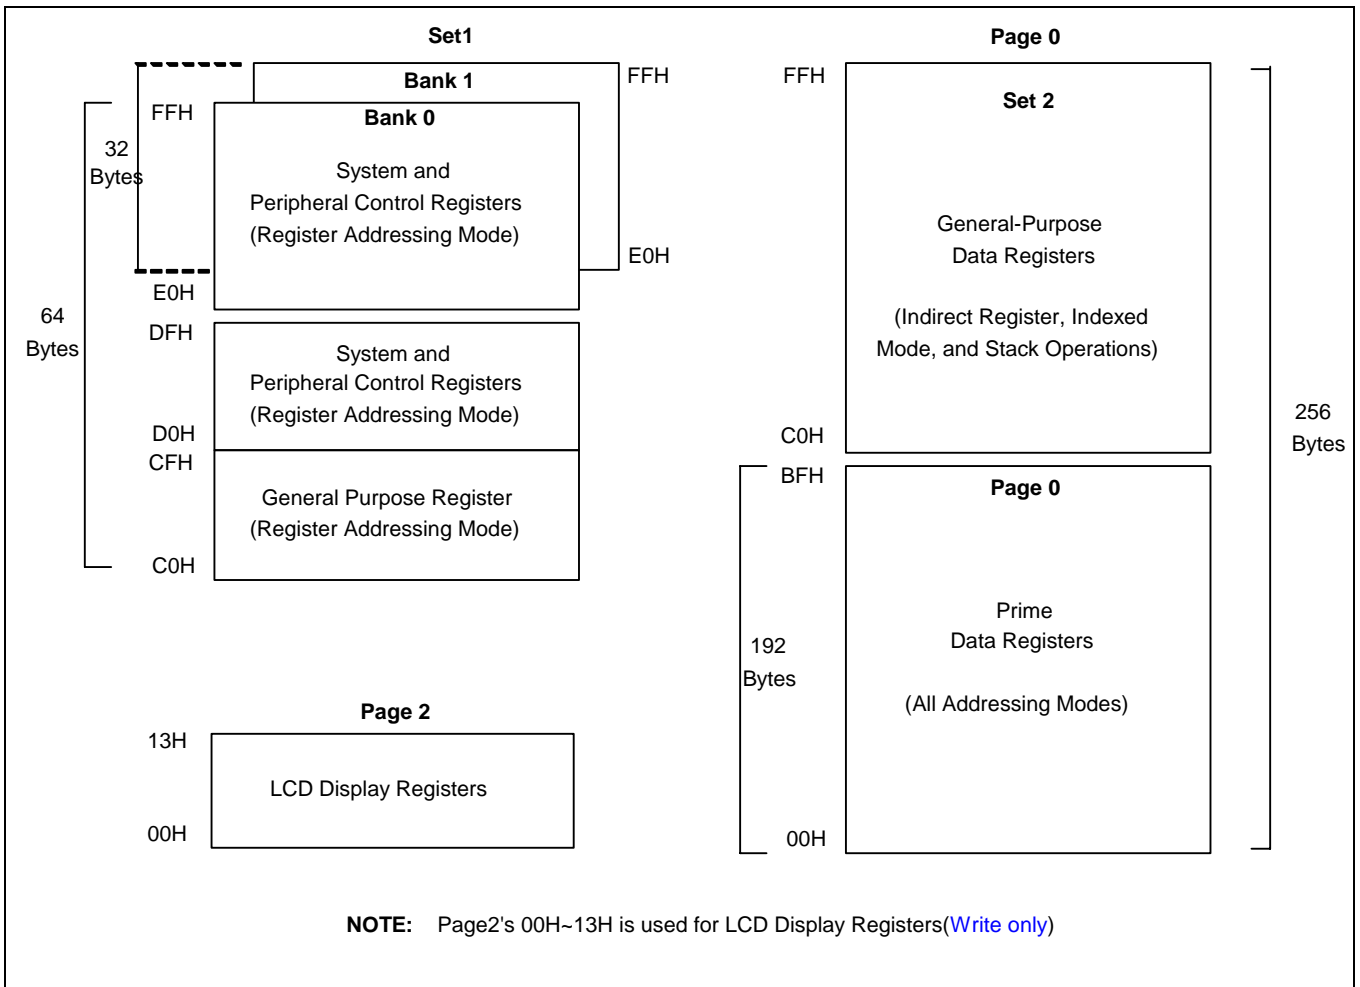 Set1
Bank 1
FFH
Bank 0
FFH
32
Bytes
System and
Peripheral Control Registers
(Register Addressing Mode)
E0H
E0H
64
Bytes
DFH
System and
Peripheral Control Registers
(Register Addressing Mode)
D0H
CFH
General Purpose Register
(Register Addressing Mode)
C0H
Page 2
13H
LCD Display Registers
00H
Page 0
FFH
Set 2
General-Purpose
Data Registers
(Indirect Register, Indexed
Mode, and Stack Operations)
C0H
256
Bytes
BFH
Page 0
Prime
Data Registers
192
Bytes
(All Addressing Modes)
00H
NOTE: Page2's 00H~13H is used for LCD Display Registers(Write only)